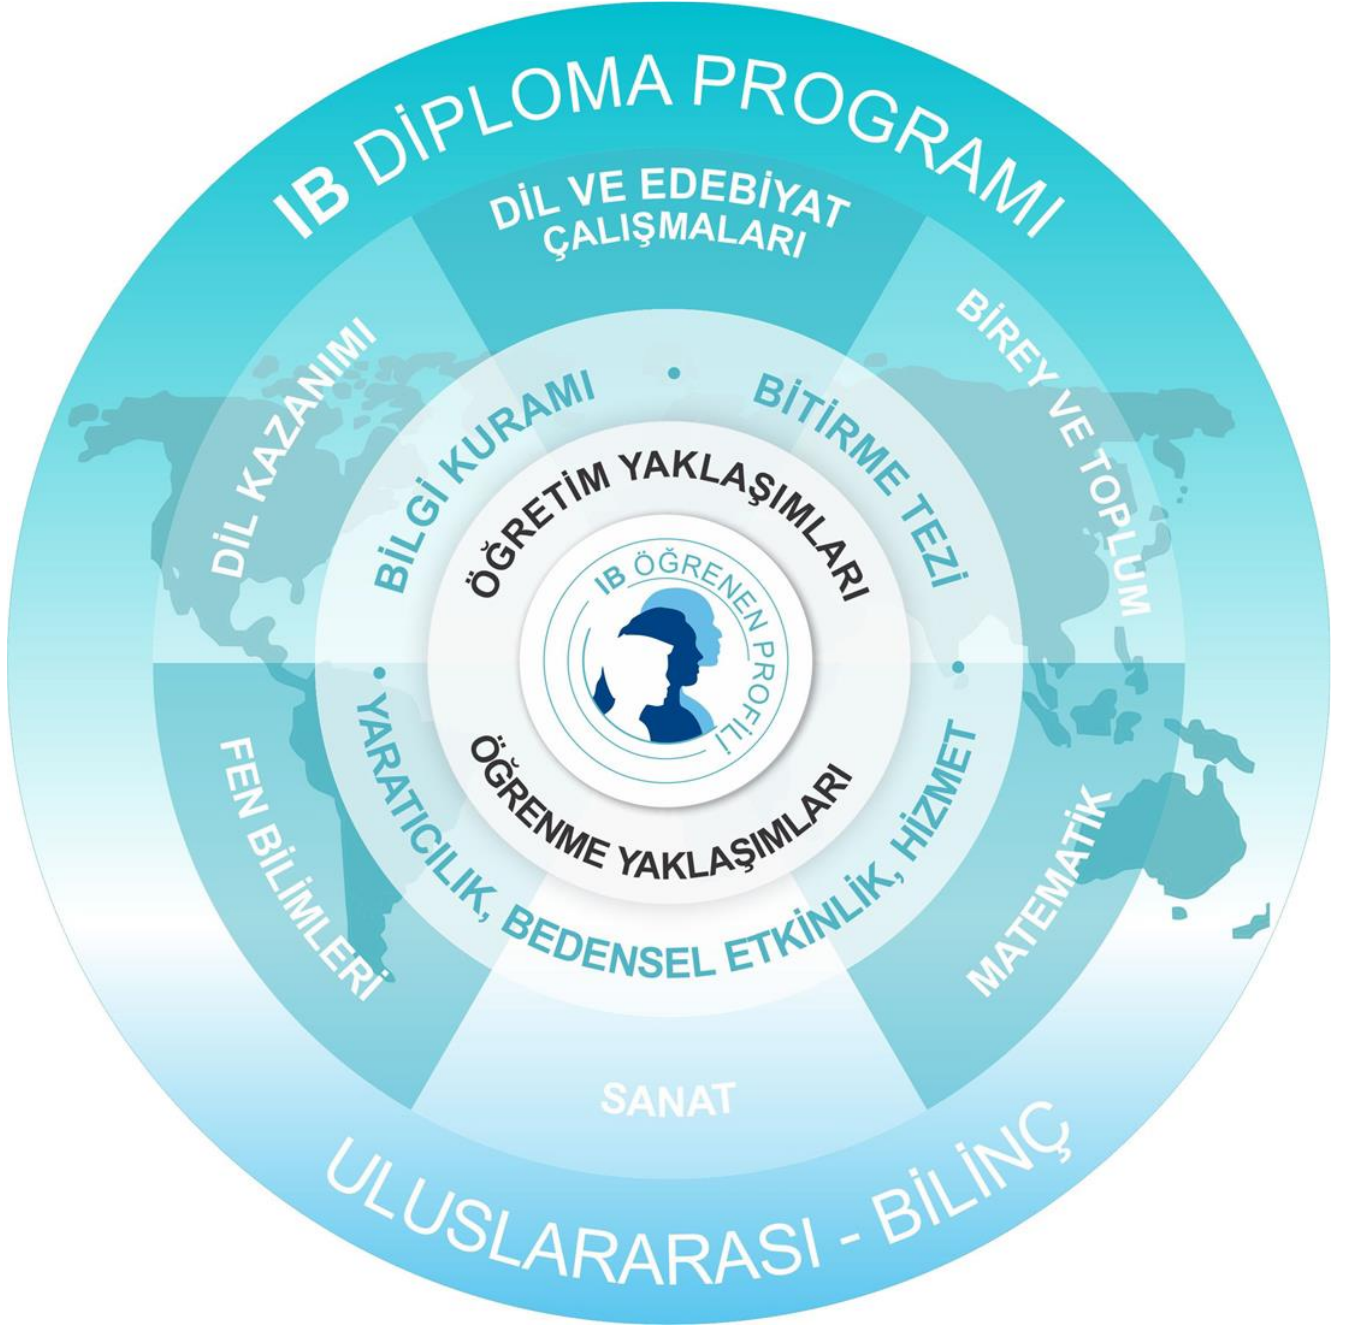 IB DİPLOMA PROGRAMI
DİL VE EDEBİYAT
ÇALIŞMALARI
DİL KAZANIMI
BİREY VE TOPLUM
BİLGİ KURAMI
BİTİRME TEZİ
ÖĞRETİM YAKLAŞIMLARI
IB ÖĞRENEN PROFİLİ
ÖĞRENME YAKLAŞIMLARI
YARATICILIK, BEDENSEL ETKİNLİK, HİZMET
FEN BİLİMLERİ
MATEMATİK
SANAT
ULUSLARARASI - BİLİNÇ